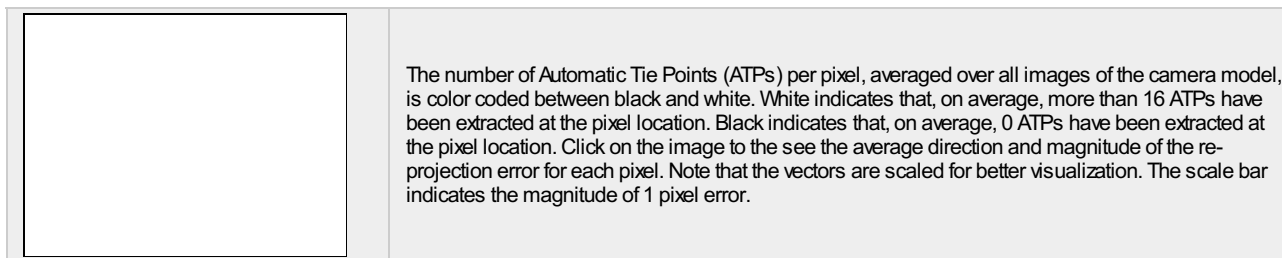 The number of Automatic Tie Points (ATPs) per pixel, averaged over all images of the camera model,
is color coded between black and white. White indicates that, on average, more than 16 ATPs have
been extracted at the pixel location. Black indicates that, on average, 0 ATPs have been extracted at
the pixel location. Click on the image to the see the average direction and magnitude of the re-
projection error for each pixel. Note that the vectors are scaled for better visualization. The scale bar
indicates the magnitude of 1 pixel error.